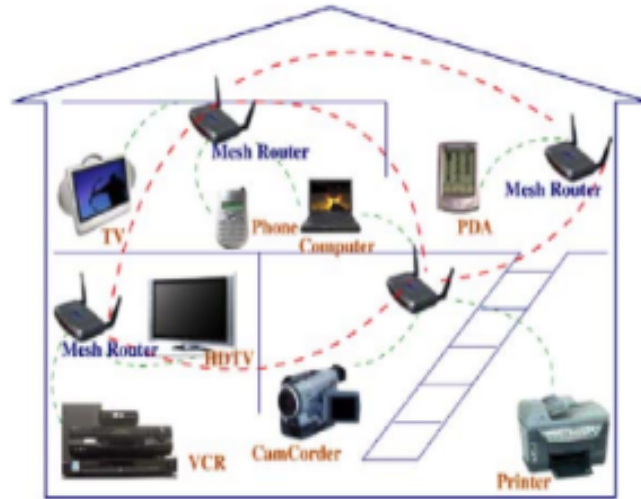 Mesh Router
Mesh Router
PDA
TV
Phone
Computer
Mesh Router
HDTV
VCR
CamCorder
Printer